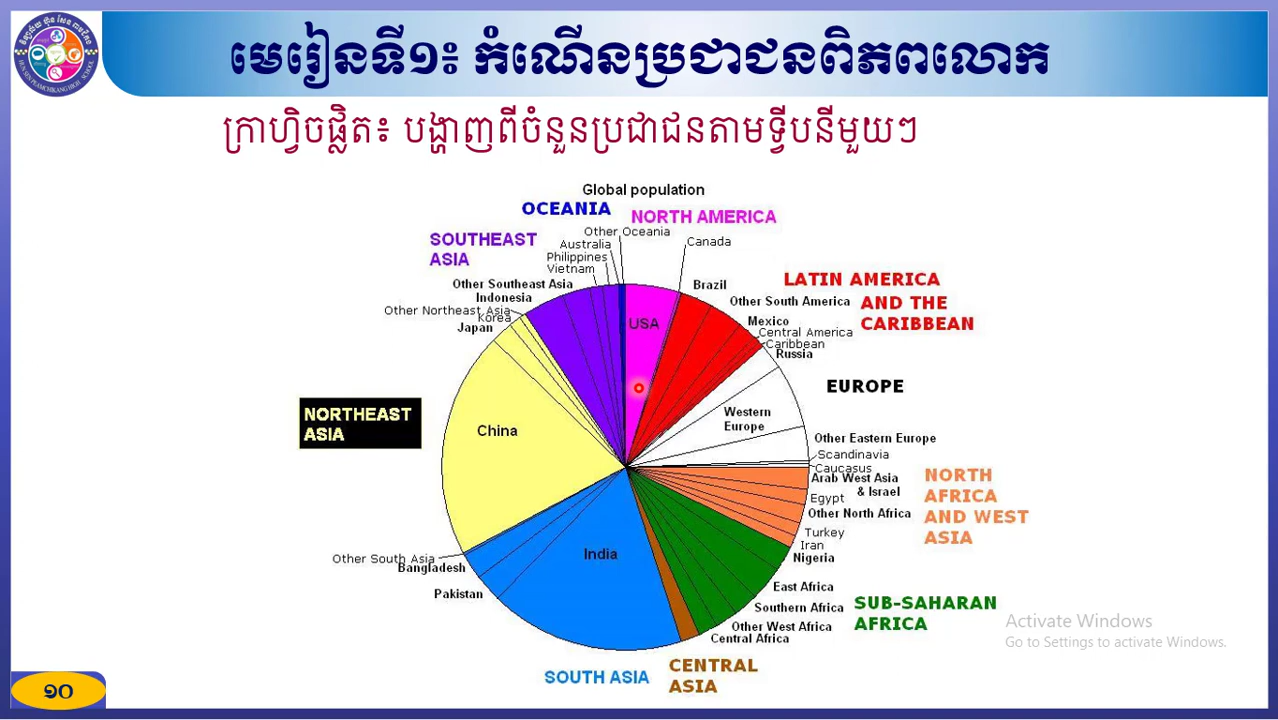 មេរៀនទី១៖ កំណើនប្រជាជនពិភពលោក
ក្រាហ្វិចផ្លិត៖ បង្ហាញពីចំនួនប្រជាជនតាមទ្វីបនីមួយៗ
Global population
OCEANIA
NORTH AMERICA
Other Oceania
SOUTHEAST
ASIA
Australia
Canada
Philippines
Vietnam
Other Southeast Asia
Brazil
LATIN AMERICA
AND THE
CARIBBEAN
Indonesia
Other South America
Other Northeast Asia
Korea
Japan
USA
Mexico
Central America
Caribbean
Russia
EUROPE
NORTHEAST
ASIA
China
Western
Europe
Other Eastern Europe
Scandinavia
Caucasus
Arab West Asia
& Israel
NORTH
AFRICA
AND WEST
ASIA
Egypt
Other North Africa
Turkey
Iran
Nigeria
Other South Asia
Bangladesh
India
Pakistan
East Africa
Southern Africa
SUB-SAHARAN
AFRICA
Other West Africa
Central Africa
SOUTH ASIA
CENTRAL
ASIA
Activate Windows
Go to Settings to activate Windows.
១០